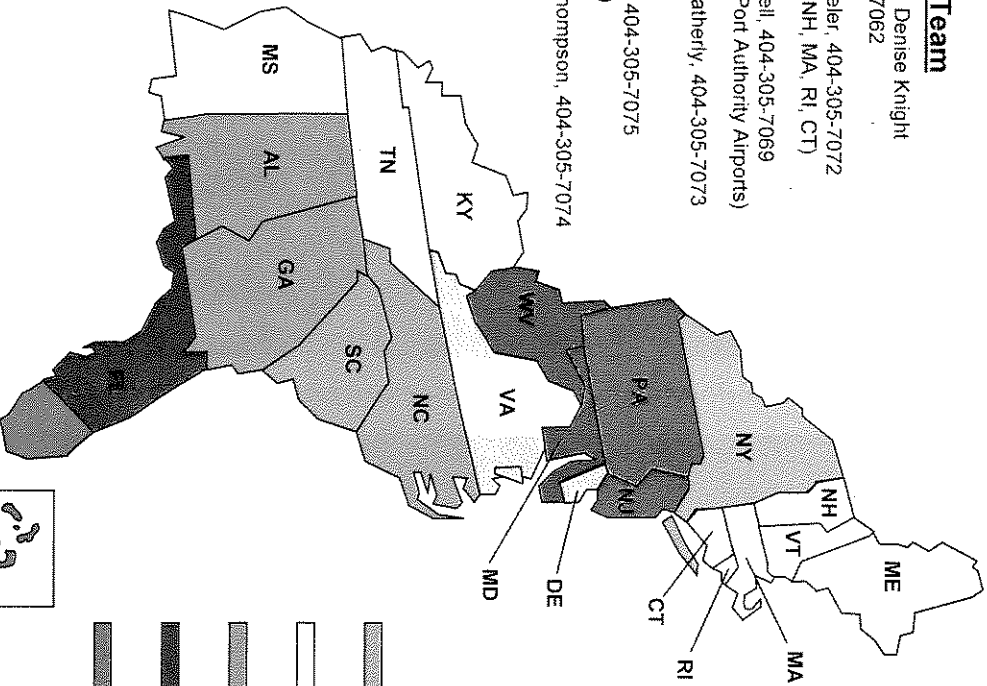 Team
Denise Knight
7062
eler, 404-305-7072
NH, MA, RI, CT)
ell, 404-305-7069
Port Authority Airports)
atherly, 404-305-7073
404-305-7075
)
hompson, 404-305-7074
ME
NH
VT
MA
NY
RI
CT
PA
NJ
DE
WV
VA
MD
KY
NC
TN
SC
GA
MS
AL
FL